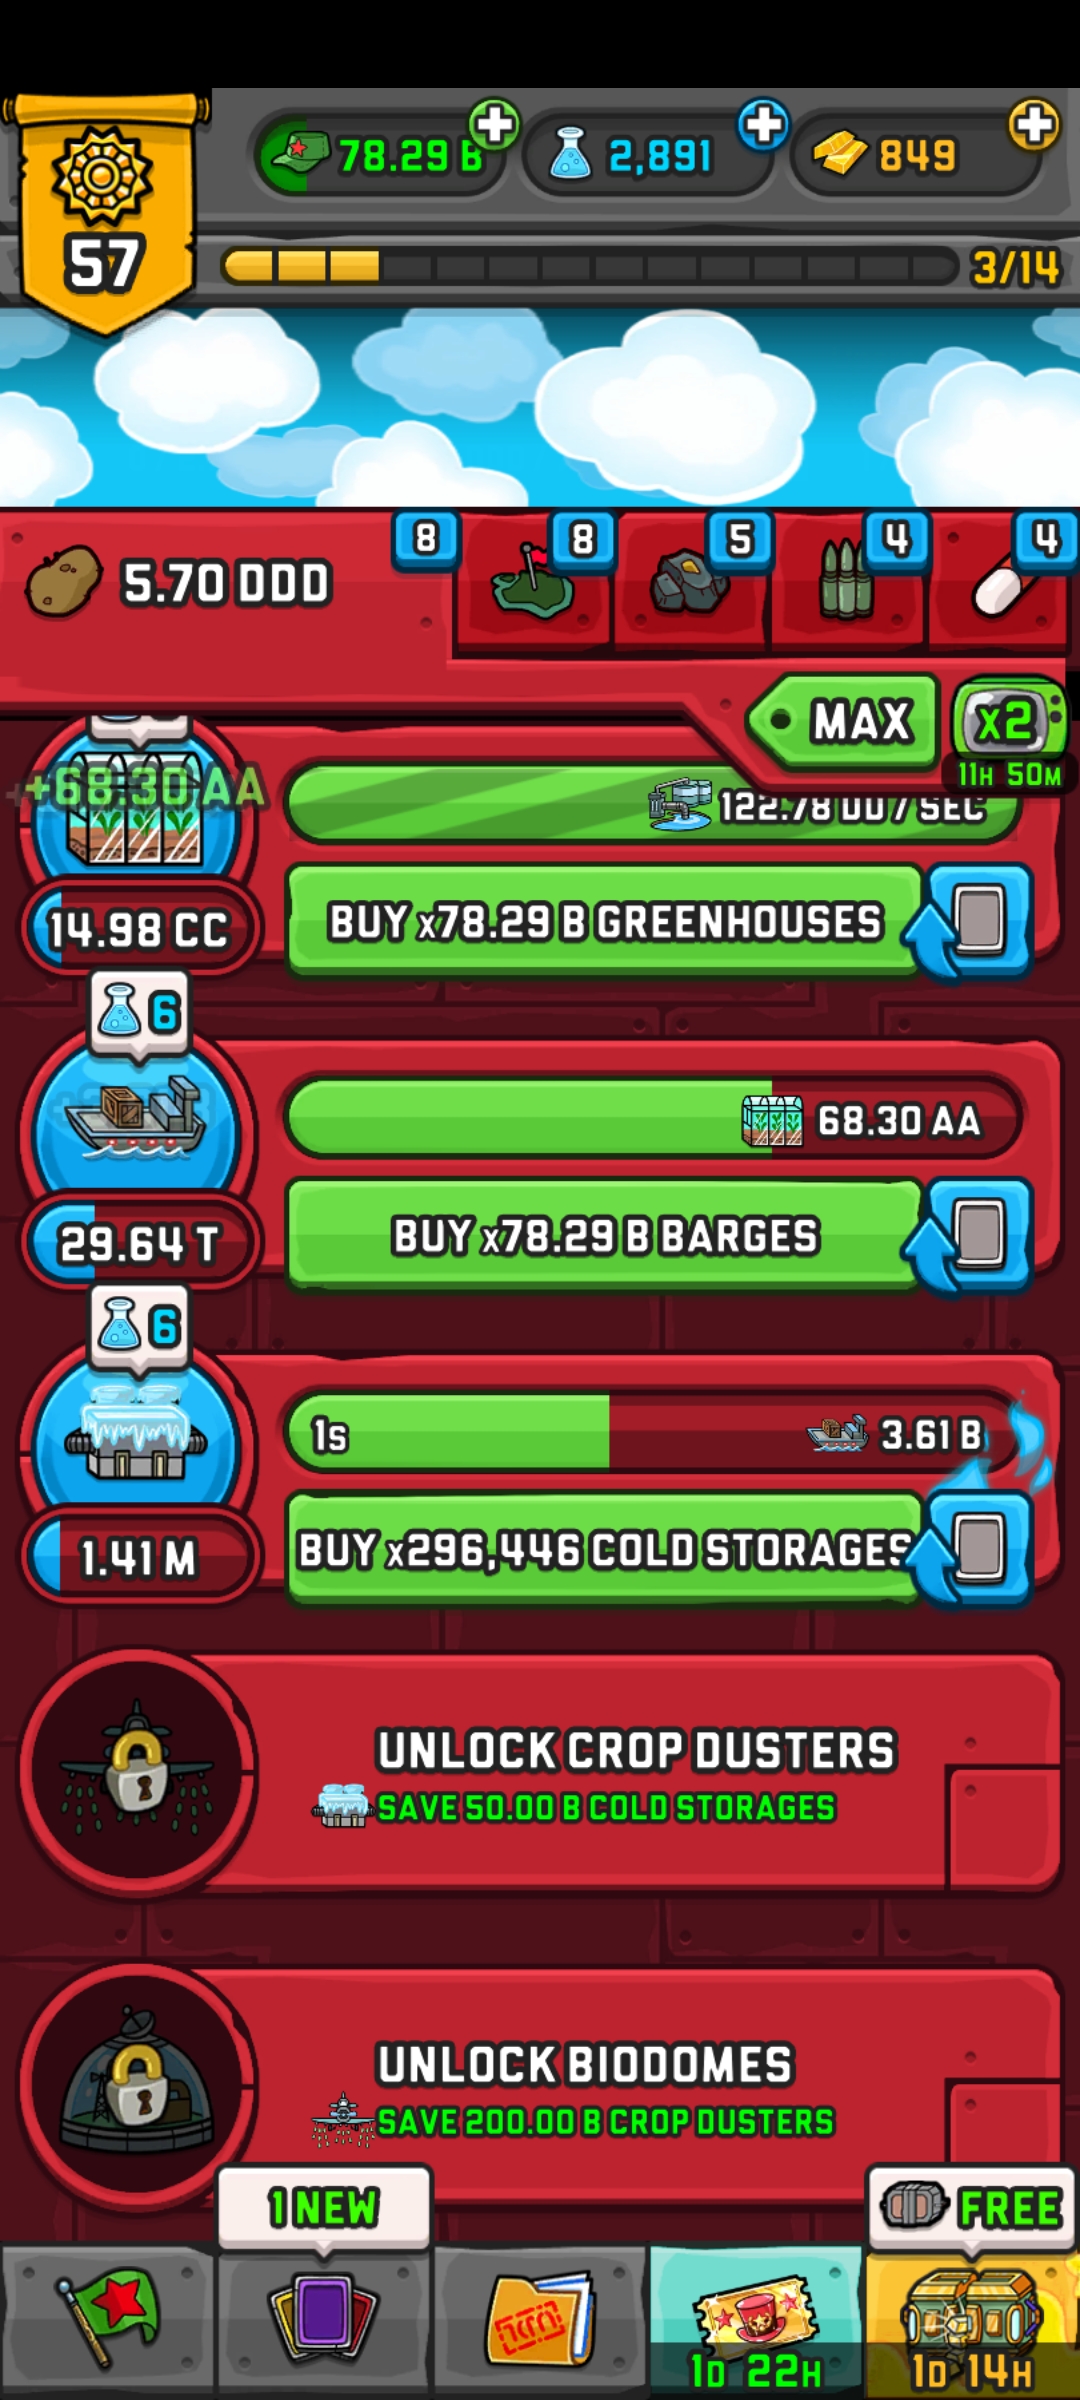 78.29 B
2,891
849
57
3/14
5.70 DDD
8
8
5
4
4
MAX
x2
11H 50M
+68.30 AA
122.78 DD / SEC
14.98 CC
BUY x78.29 B GREENHOUSES
6
68.30 AA
29.64 T
BUY x78.29 B BARGES
6
1s
3.61 B
1.41 M
BUY x296,446 COLD STORAGES
UNLOCK CROP DUSTERS
SAVE 50.00 B COLD STORAGES
UNLOCK BIODOMES
SAVE 200.00 B CROP DUSTERS
1 NEW
FREE
1D 22H
1D 14H